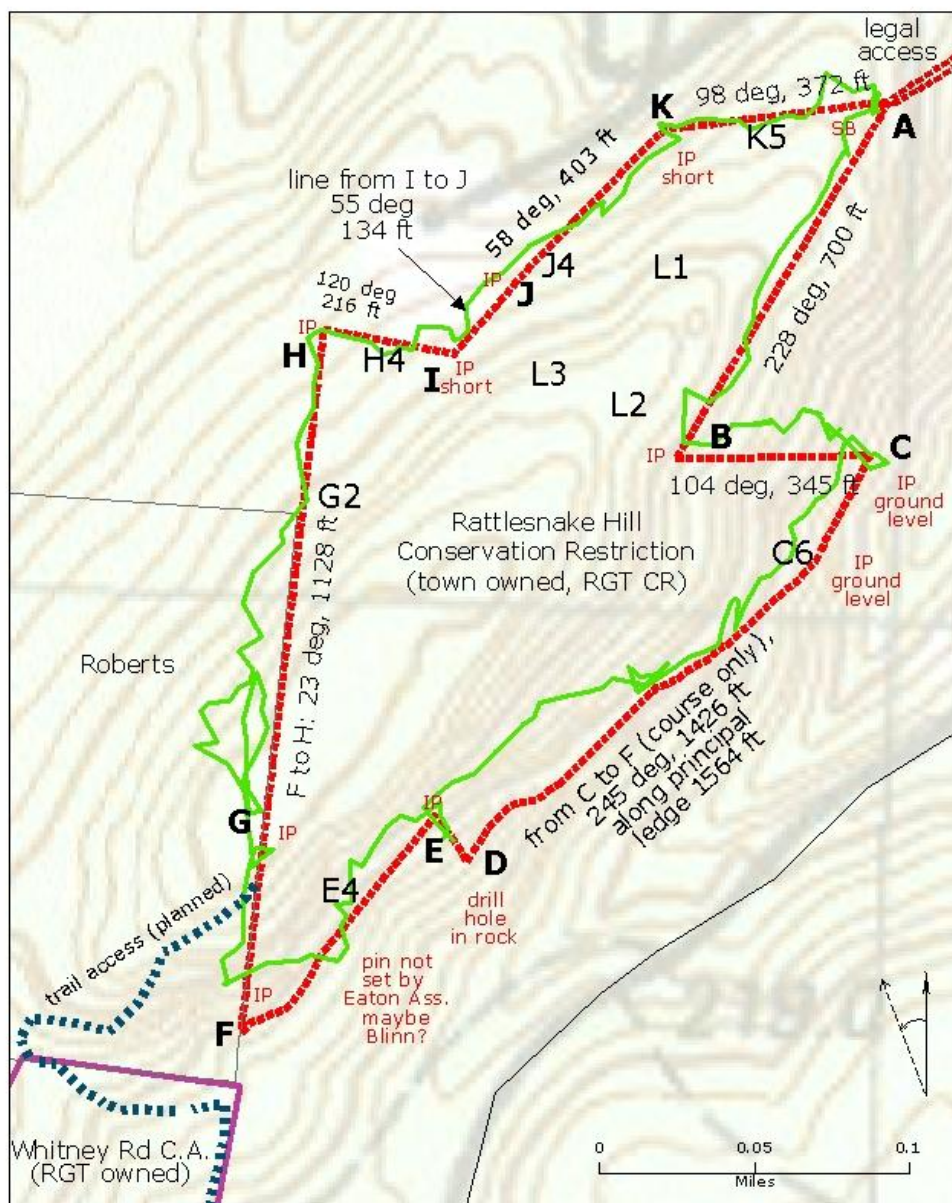 legal
access
98 deg, 372 ft
K
A
SB
K5
IP
short
line from I to J
55 deg
134 ft
58 deg, 403 ft
J4
L1
IP
J
120 deg
216 ft
IP
H
H4
I
IP
short
L3
L2
228 deg, 700 ft
B
IP
C
104 deg, 345 ft
IP
ground
level
G2
Rattlesnake Hill
Conservation Restriction
(town owned, RGT CR)
C6
IP
ground
level
F to H: 23 deg, 1128 ft
Roberts
from C to F (course only),
245 deg, 1426 ft
along principal
ledge 1564 ft
G
IP
IP
E
D
drill
hole
in rock
E4
trail access (planned)
pin not
set by
Eaton Ass.
maybe
Blinn?
IP
F
Whitney Rd C.A.
(RGT owned)
0
0.05
0.1
Miles